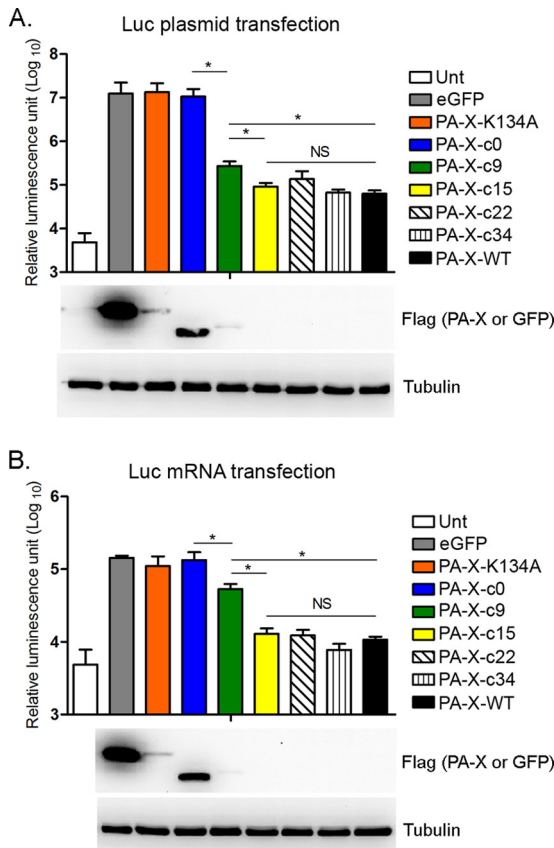 A.
Luc plasmid transfection
Relative luminescence unit (Log 10)
8
7
6
5
4
3
*
*
*
NS
Unt
eGFP
PA-X-K134A
PA-X-c0
PA-X-c9
PA-X-c15
PA-X-c22
PA-X-c34
PA-X-WT
Flag (PA-X or GFP)
Tubulin
B.
Luc mRNA transfection
Relative luminescence unit (Log 10)
6
5
4
3
*
*
*
NS
Unt
eGFP
PA-X-K134A
PA-X-c0
PA-X-c9
PA-X-c15
PA-X-c22
PA-X-c34
PA-X-WT
Flag (PA-X or GFP)
Tubulin